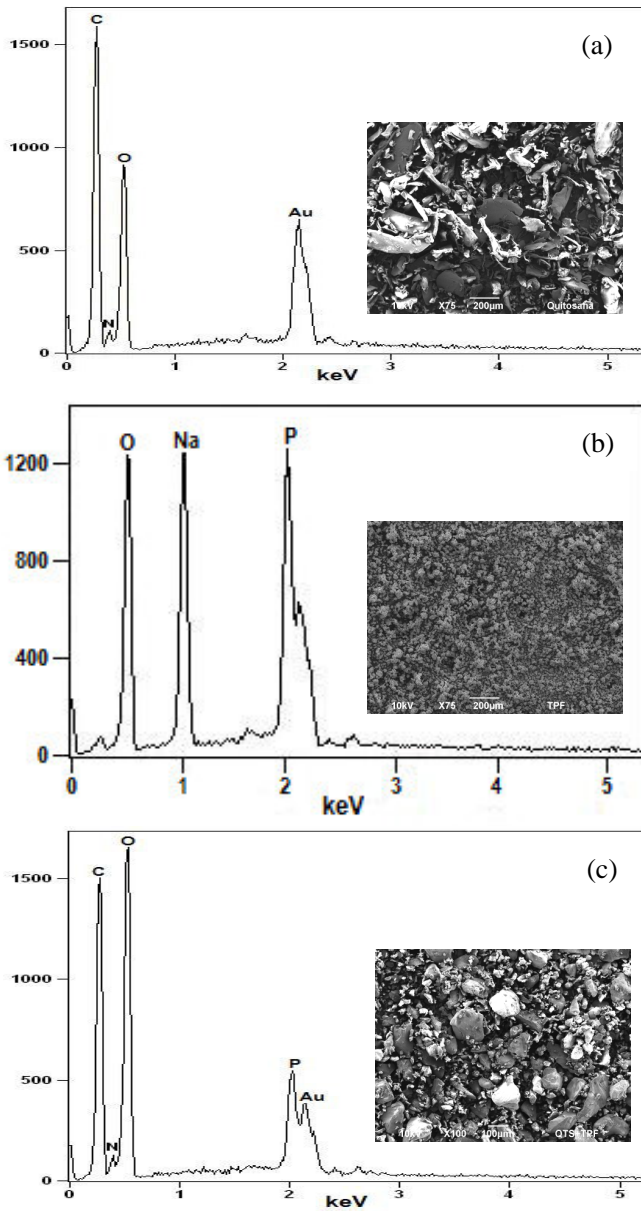 C
(a)
1500
1000
O
Au
500
N
0
10kV X75 200µm Quitosana
0 1 2 3 4 5
keV
(b)
O Na P
1200
800
400
0
10kV X75 200µm TPF
0 1 2 3 4 5
keV
(c)
O
C
1500
1000
P
Au
500
N
0
10kV X100 100µm QTS-TPF
0 1 2 3 4 5
keV